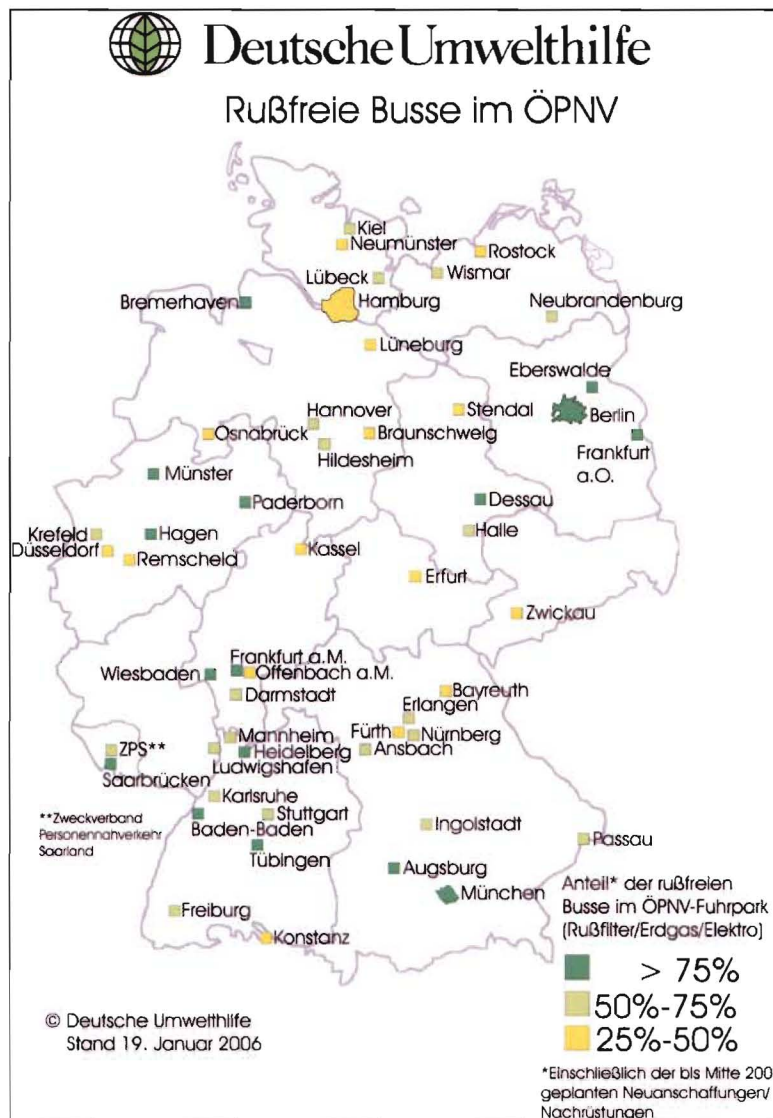 Deutsche Umwelthilfe
Rußfreie Busse im ÖPNV
Kiel
Neumünster
Rostock
Lübeck
Wismar
Bremerhaven
Hamburg
Neubrandenburg
Lüneburg
Eberswalde
Hannover
Stendal
Berlin
Osnabrück
Braunschweig
Hildesheim
Frankfurt
a.O.
Münster
Paderborn
Dessau
Krefeld
Hagen
Halle
Düsseldorf
Remscheid
Kassel
Erfurt
Zwickau
Frankfurt a.M.
Wiesbaden
Offenbach a.M.
Darmstadt
Bayreuth
Erlangen
Mannheim
Fürth
Nürnberg
ZPS**
Heidelberg
Ansbach
Saarbrücken
Ludwigshafen
Karlsruhe
Stuttgart
Ingolstadt
**Zweckverband
Personennahverkehr
Saarland
Baden-Baden
Passau
Tübingen
Augsburg
München
Freiburg
Konstanz
Anteil* der rußfreien
Busse im ÖPNV-Fuhrpark
(Rußfilter/Erdgas/Elektro)
> 75%
50%-75%
25%-50%
© Deutsche Umwelthilfe
Stand 19. Januar 2006
*Einschließlich der bis Mitte 200
geplanten Neuanschaffungen/
Nachrüstungen